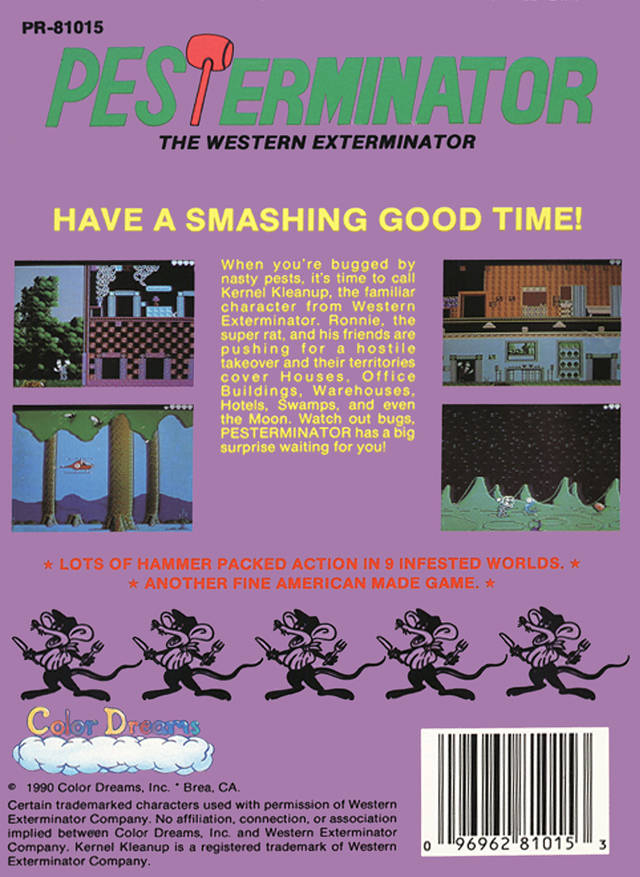 PR-81015
PESTERMINATOR
THE WESTERN EXTERMINATOR
HAVE A SMASHING GOOD TIME!
When you're bugged by
nasty pests, it's time to call
Kernel Kleanup, the familiar
character from Western
Exterminator. Ronnie, the
super rat, and his friends are
pushing for a hostile
takeover and their territories
cover Houses, Office
Buildings, Warehouses,
Hotels, Swamps, and even
the Moon. Watch out bugs,
PESTERMINATOR has a big
surprise waiting for you!
* LOTS OF HAMMER PACKED ACTION IN 9 INFESTED WORLDS. *
* ANOTHER FINE AMERICAN MADE GAME. *
Color Dreams
© 1990 Color Dreams, Inc. * Brea, CA.
Certain trademarked characters used with permission of Western
Exterminator Company. No affiliation, connection, or association
implied between Color Dreams, Inc. and Western Exterminator
Company. Kernel Kleanup is a registered trademark of Western
Exterminator Company.
0 96962 81015 3